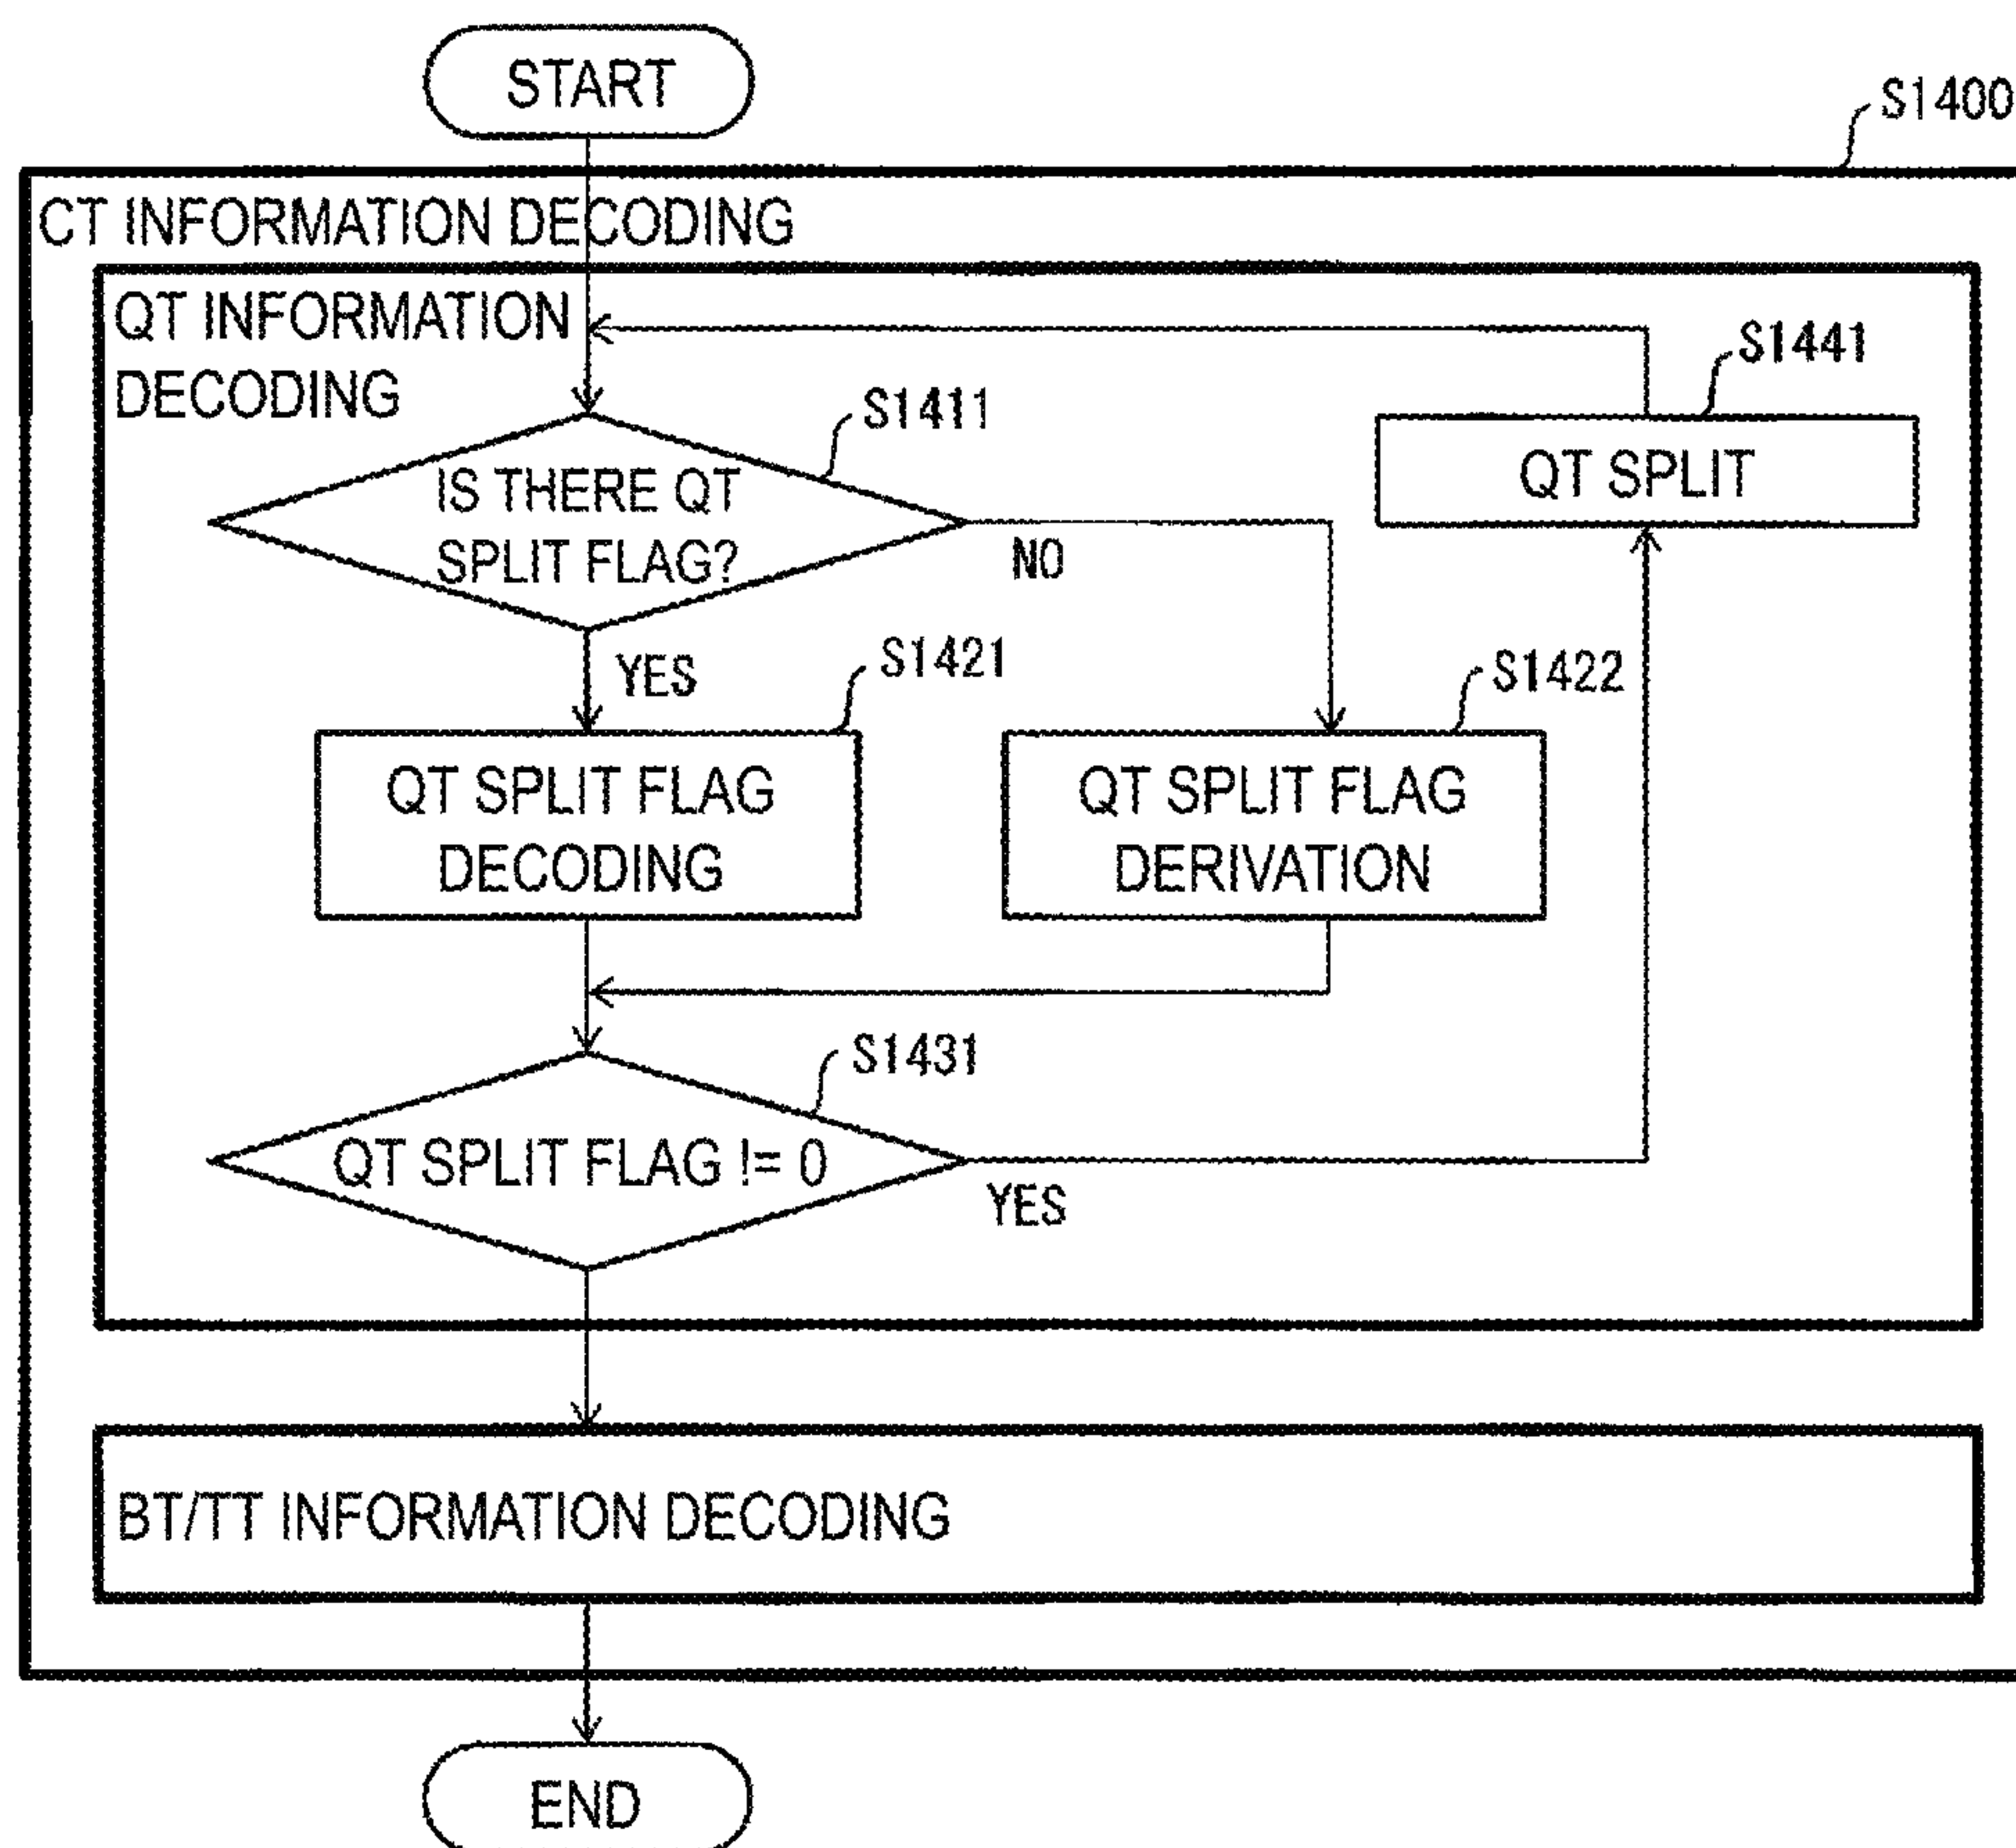 START
S1400
CT INFORMATION DECODING
QT INFORMATION
DECODING
S1441
QT SPLIT
S1411
IS THERE QT
SPLIT FLAG?
NO
YES
S1421
S1422
QT SPLIT FLAG
DECODING
QT SPLIT FLAG
DERIVATION
S1431
QT SPLIT FLAG != 0
YES
BT/TT INFORMATION DECODING
END